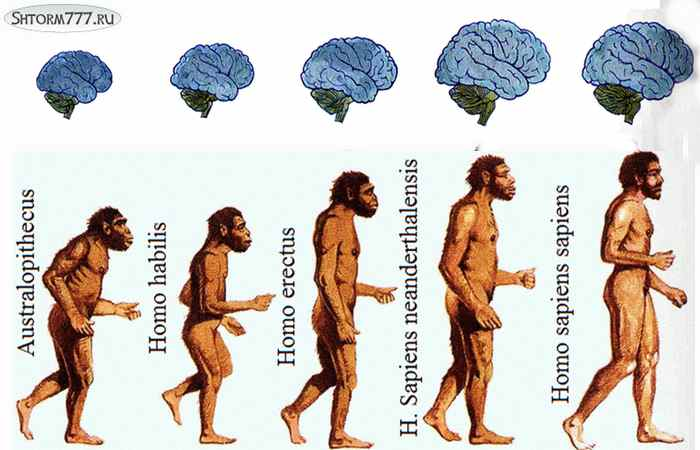 Shtorm777.ru
Australopithecus
Homo habilis
Homo erectus
H. Sapiens neanderthalensis
Homo sapiens sapiens